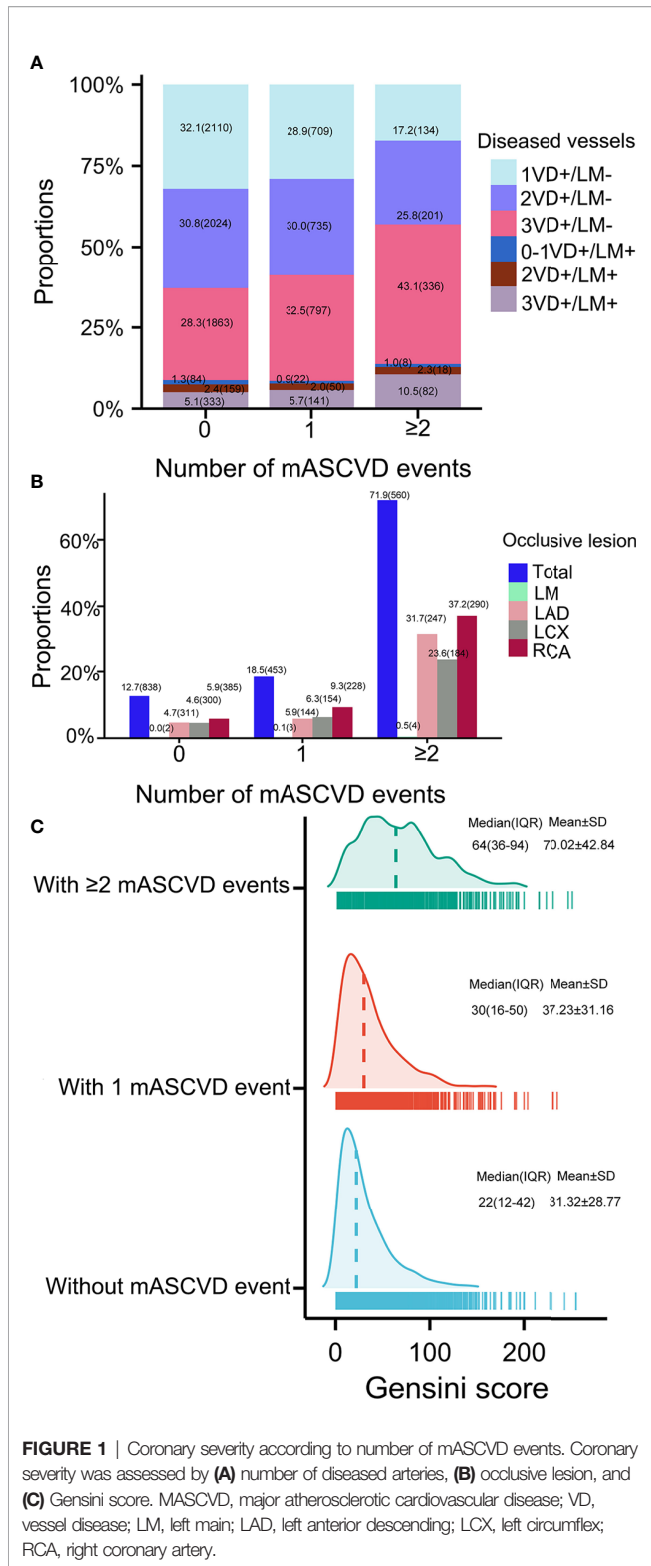 A
100%
75%
50%
25%
0%
Proportions
32.1(2110)
30.8(2024)
28.3(1863)
1.3(84)
2.4(159)
5.1(333)
28.9(709)
30.0(735)
32.5(797)
0.9(22)
2.0(50)
5.7(141)
17.2(134)
25.8(201)
43.1(336)
1.0(8)
2.3(18)
10.5(82)
0 1 ≥2
Number of mASCVD events
Diseased vessels
1VD+/LM-
2VD+/LM-
3VD+/LM-
0-1VD+/LM+
2VD+/LM+
3VD+/LM+
B
60%
40%
20%
0%
Proportions
12.7(838)
0.0(2)
4.7(311)
4.6(300)
5.9(385)
18.5(453)
5.9(144)
6.3(154)
9.3(228)
71.9(560)
0.5(4)
31.7(247)
23.6(184)
37.2(290)
0 1 ≥2
Number of mASCVD events
Occlusive lesion
Total
LM
LAD
LCX
RCA
C
With ≥2 mASCVD events
Median(IQR) Mean±SD
64(36-94) 70.02±42.84
With 1 mASCVD event
Median(IQR) Mean±SD
30(16-50) 37.23±31.16
Without mASCVD event
Median(IQR) Mean±SD
22(12-42) 31.32±28.77
0 100 200
Gensini score
FIGURE 1 | Coronary severity according to number of mASCVD events. Coronary
severity was assessed by (A) number of diseased arteries, (B) occlusive lesion, and
(C) Gensini score. MASCVD, major atherosclerotic cardiovascular disease; VD,
vessel disease; LM, left main; LAD, left anterior descending; LCX, left circumflex;
RCA, right coronary artery.